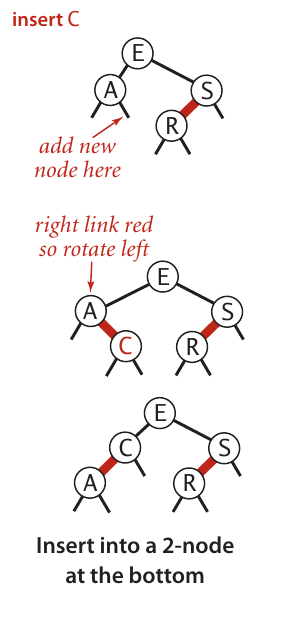 insert C
E
A
S
R
add new
node here
right link red
so rotate left
E
A
S
C
R
E
C
S
A
R
Insert into a 2-node
at the bottom